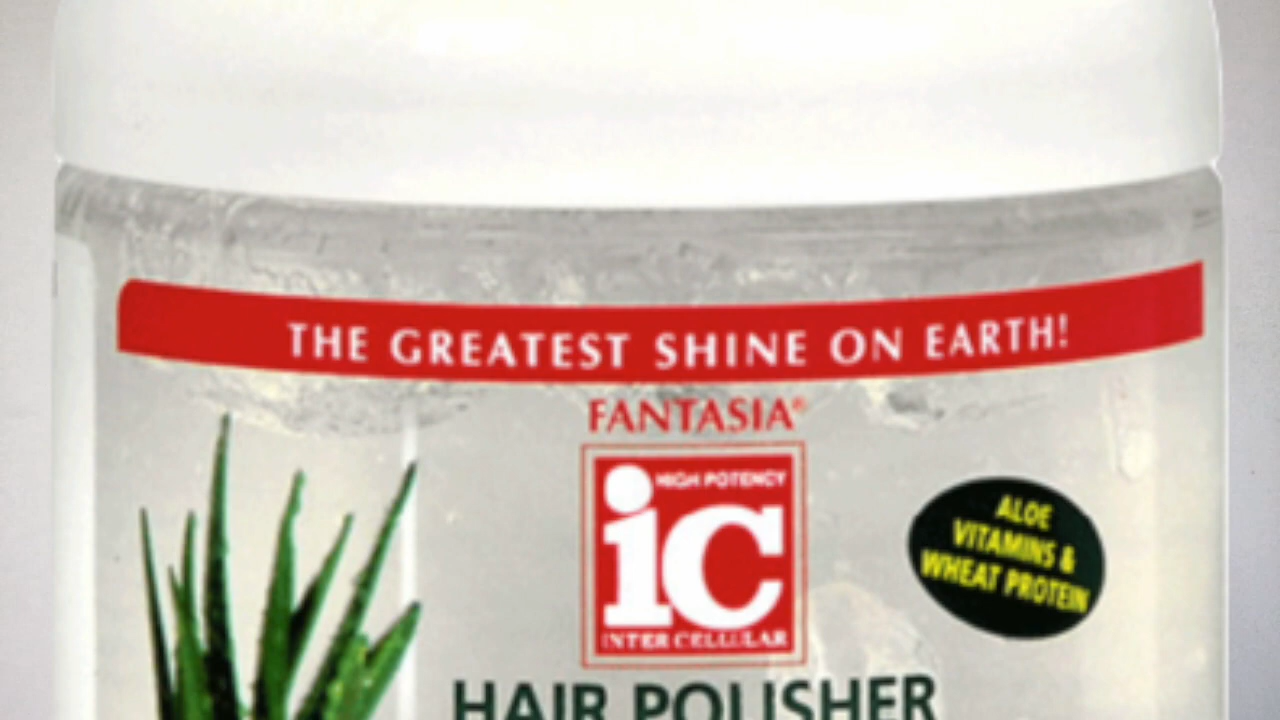 THE GREATEST SHINE ON EARTH!
FANTASIA®
HIGH POTENCY
iC
INTER CELLULAR
ALOE
VITAMINS &
WHEAT PROTEIN
HAIR POLISHER